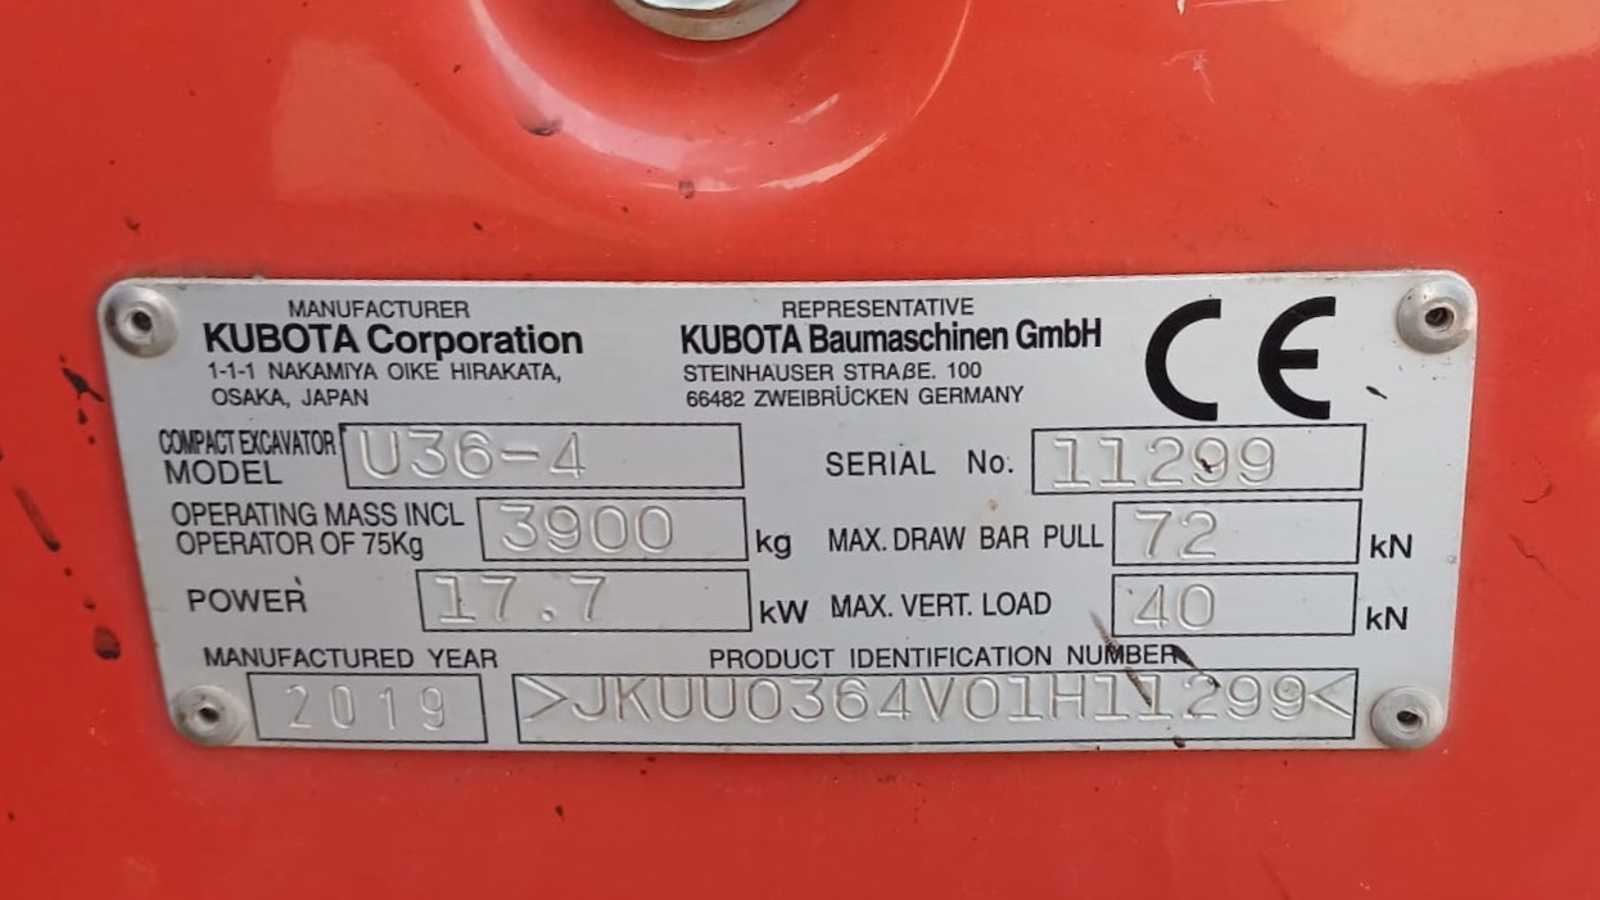 MANUFACTURER
KUBOTA Corporation
1-1-1 NAKAMIYA OIKE HIRAKATA,
OSAKA, JAPAN
REPRESENTATIVE
KUBOTA Baumaschinen GmbH
STEINHAUSER STRAßE. 100
66482 ZWEIBRÜCKEN GERMANY
CE
COMPACT EXCAVATOR
MODEL U36-4
SERIAL No. 11299
OPERATING MASS INCL
OPERATOR OF 75Kg 3900 kg
MAX. DRAW BAR PULL 72 kN
POWER 17.7 kW
MAX. VERT. LOAD 40 kN
MANUFACTURED YEAR
2019
PRODUCT IDENTIFICATION NUMBER
>JKUU0364V01H11299<